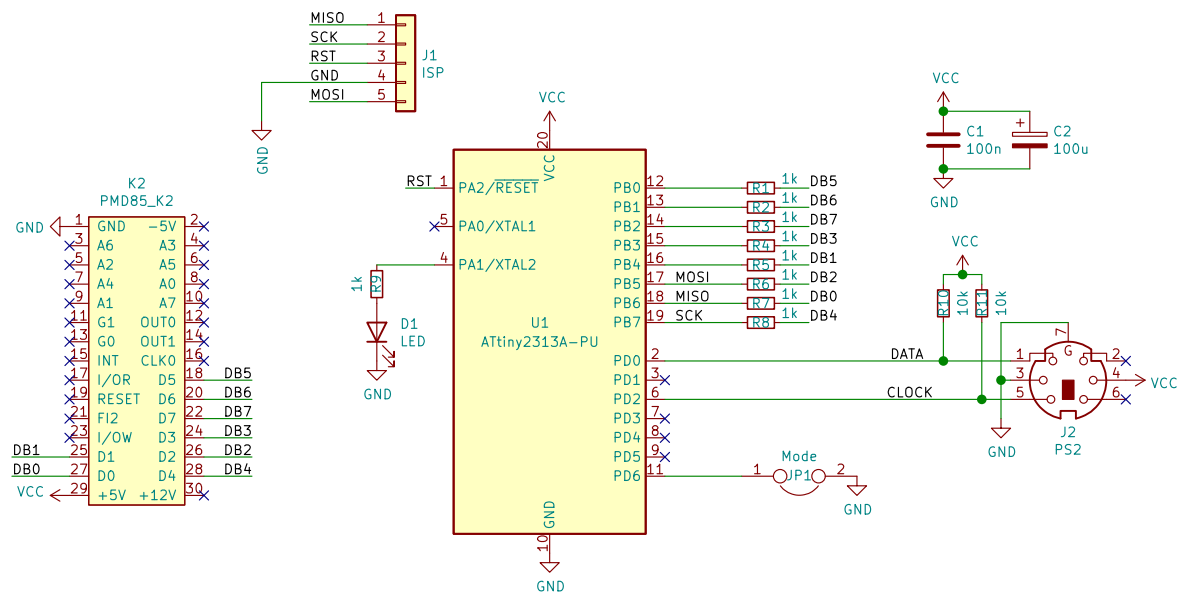 MISO 1
SCK 2
RST 3
GND 4
MOSI 5
J1
ISP
GND
VCC
20
VCC
U1
ATtiny2313A-PU
RST 1 PA2/RESET
5 PA0/XTAL1
4 PA1/XTAL2
PB0 12 R1 1k DB5
PB1 13 R2 1k DB6
PB2 14 R3 1k DB7
PB3 15 R4 1k DB3
PB4 16 R5 1k DB1
PB5 17 MOSI R6 1k DB2
PB6 18 MISO R7 1k DB0
PB7 19 SCK R8 1k DB4
PD0 2 DATA
PD1 3
PD2 6 CLOCK
PD3 7
PD4 8
PD5 9
PD6 11
GND
10
GND
1k R9
D1
LED
GND
K2
PMD85_K2
GND 1 GND -5V 2
3 A6 A3 4
5 A2 A5 6
7 A4 A0 8
9 A1 A7 10
11 G1 OUT0 12
13 G0 OUT1 14
15 INT CLK0 16
17 I/OR D5 18 DB5
19 RESET D6 20 DB6
21 FI2 D7 22 DB7
23 I/OW D3 24 DB3
DB1 25 D1 D2 26 DB2
DB0 27 D0 D4 28 DB4
VCC 29 +5V +12V 30
VCC
C1
100n
+
C2
100u
GND
VCC
R10 10k
R11 10k
7
G
1 2
3 4 VCC
5 6
J2
PS2
GND
Mode
1 JP1 2
GND